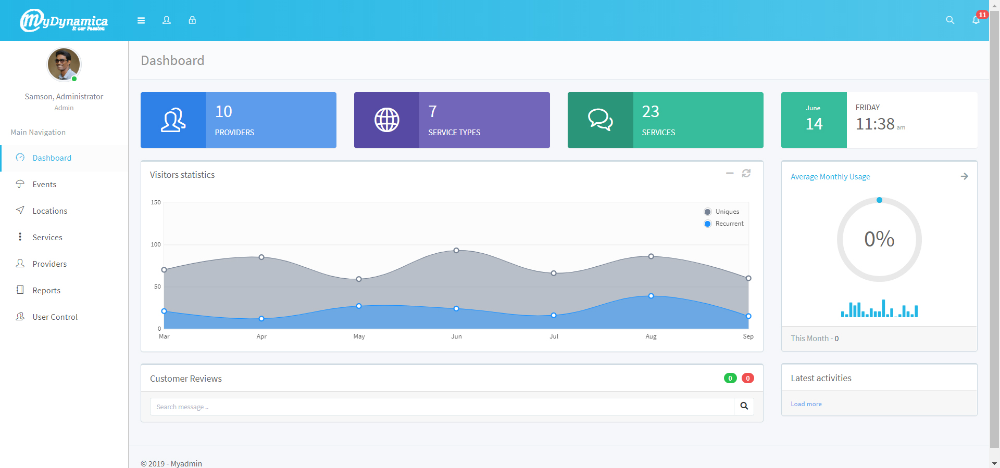 MyDynamica
It our Passion
11
Samson, Administrator
Admin
Main Navigation
Dashboard
Events
Locations
Services
Providers
Reports
User Control
Dashboard
10
PROVIDERS
7
SERVICE TYPES
23
SERVICES
June
14
FRIDAY
11:38 am
Visitors statistics
150
100
50
0
Uniques
Recurrent
Mar Apr May Jun Jul Aug Sep
Average Monthly Usage
0%
This Month - 0
Customer Reviews
0 0
Search message ..
Latest activities
Load more
© 2019 - Myadmin